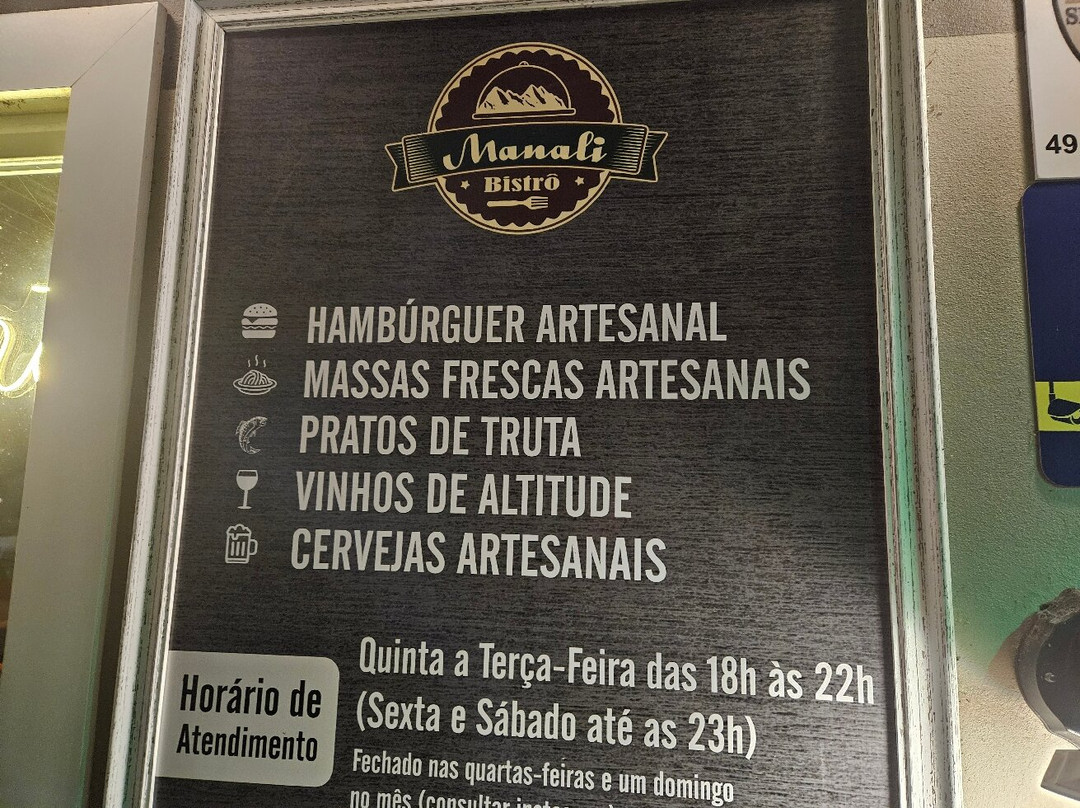 Manali
Bistrô
HAMBÚRGUER ARTESANAL
MASSAS FRESCAS ARTESANAIS
PRATOS DE TRUTA
VINHOS DE ALTITUDE
CERVEJAS ARTESANAIS
Horário de
Atendimento
Quinta a Terça-Feira das 18h às 22h
(Sexta e Sábado até as 23h)
Fechado nas quartas-feiras e um domingo
no mês (consultar
49